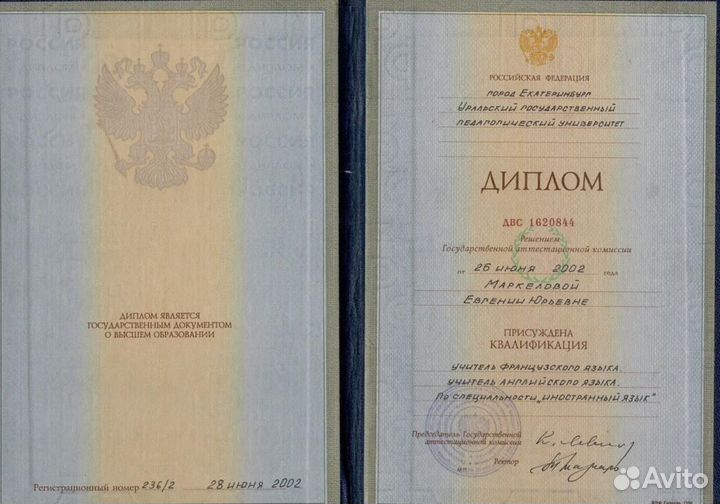 ДИПЛОМ ЯВЛЯЕТСЯ
ГОСУДАРСТВЕННЫМ ДОКУМЕНТОМ
О ВЫСШЕМ ОБРАЗОВАНИИ
Регистрационный номер 236/2 28 июня 2002
РОССИЙСКАЯ ФЕДЕРАЦИЯ
город Екатеринбург
Уральский государственный
педагогический университет
ДИПЛОМ
ДВС 1620844
Решением
Государственной аттестационной комиссии
от 26 июня 2002 года
Маркеловой
Евгении Юрьевне
ПРИСУЖДЕНА
КВАЛИФИКАЦИЯ
учитель французского языка.
учитель английского языка.
По специальности „иностранный язык"
Председатель Государственной
аттестационной комиссии
Ректор
Avito